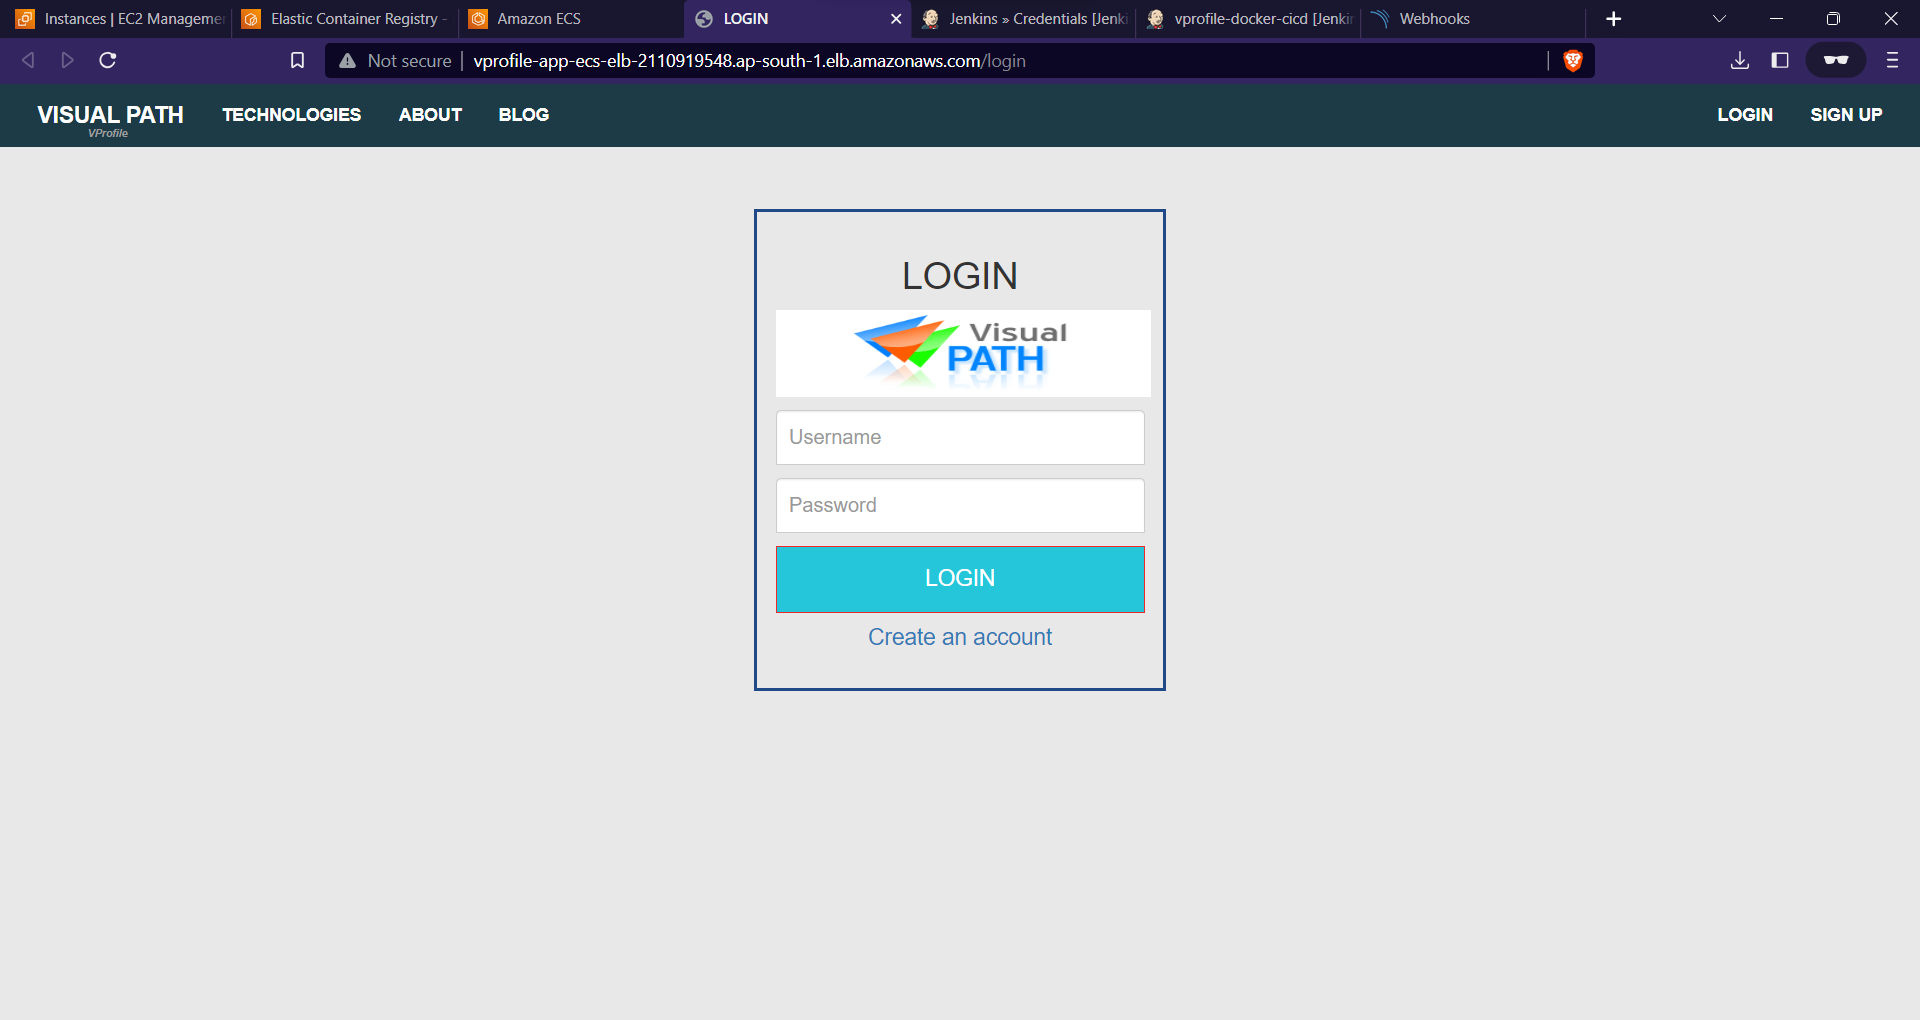 Instances | EC2 Manageme
Elastic Container Registry -
Amazon ECS
LOGIN
Jenkins » Credentials [Jenki
vprofile-docker-cicd [Jenkin
Webhooks
Not secure
vprofile-app-ecs-elb-2110919548.ap-south-1.elb.amazonaws.com/login
VISUAL PATH
VProfile
TECHNOLOGIES
ABOUT
BLOG
LOGIN
SIGN UP
LOGIN
Visual
PATH
Username
Password
LOGIN
Create an account